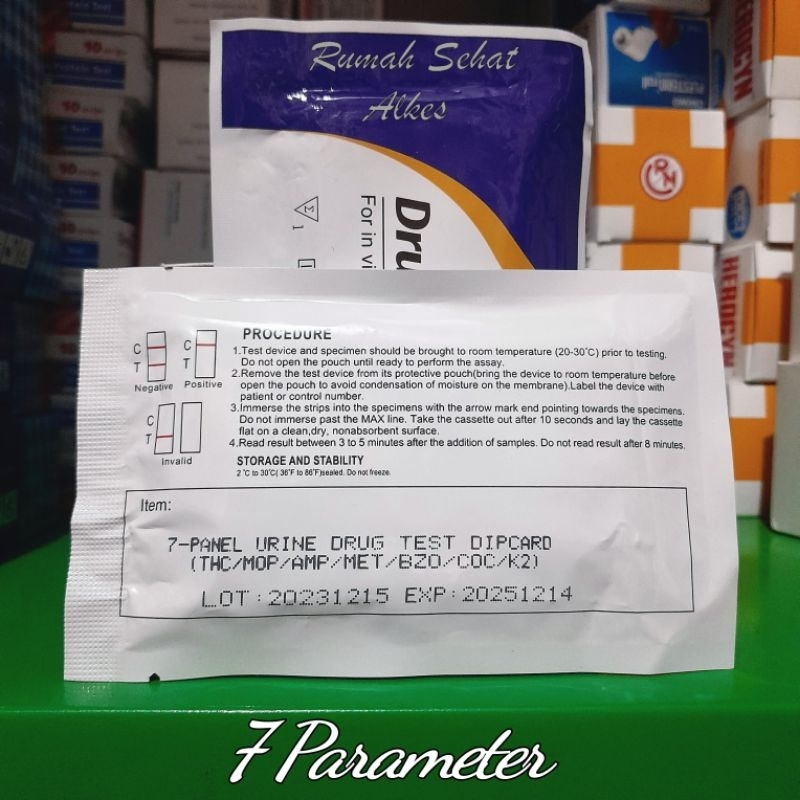 Rumah Sehat
Alkes
Dru
For in vi
Σ
1
10
10
10
10
HEROCYN
HEROCYN
C
T
Negative
C
Positive
C
T
Invalid
PROCEDURE
1.Test device and specimen should be brought to room temperature (20-30°C) prior to testing.
Do not open the pouch until ready to perform the assay.
2.Remove the test device from its protective pouch(bring the device to room temperature before
open the pouch to avoid condensation of moisture on the membrane).Label the device with
patient or control number.
3.Immerse the strips into the specimens with the arrow mark end pointing towards the specimens.
Do not immerse past the MAX line. Take the cassette out after 10 seconds and lay the cassette
flat on a clean,dry, nonabsorbent surface.
4.Read result between 3 to 5 minutes after the addition of samples. Do not read result after 8 minutes.
STORAGE AND STABILITY
2 °C to 30°C( 36°F to 86°F)sealed. Do not freeze.
Item:
7-PANEL URINE DRUG TEST DIPCARD
(THC/MOP/AMP/MET/BZO/COC/K2)
LOT:20231215 EXP:20251214
7 Parameter